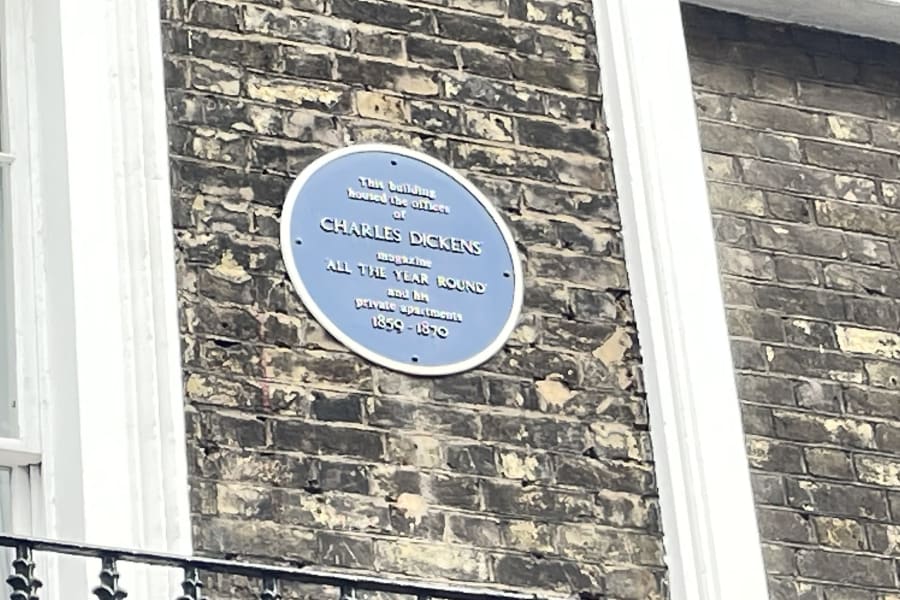 This building
housed the offices
of
CHARLES DICKENS'
magazine
'ALL THE YEAR ROUND'
and his
private apartments
1859 - 1870